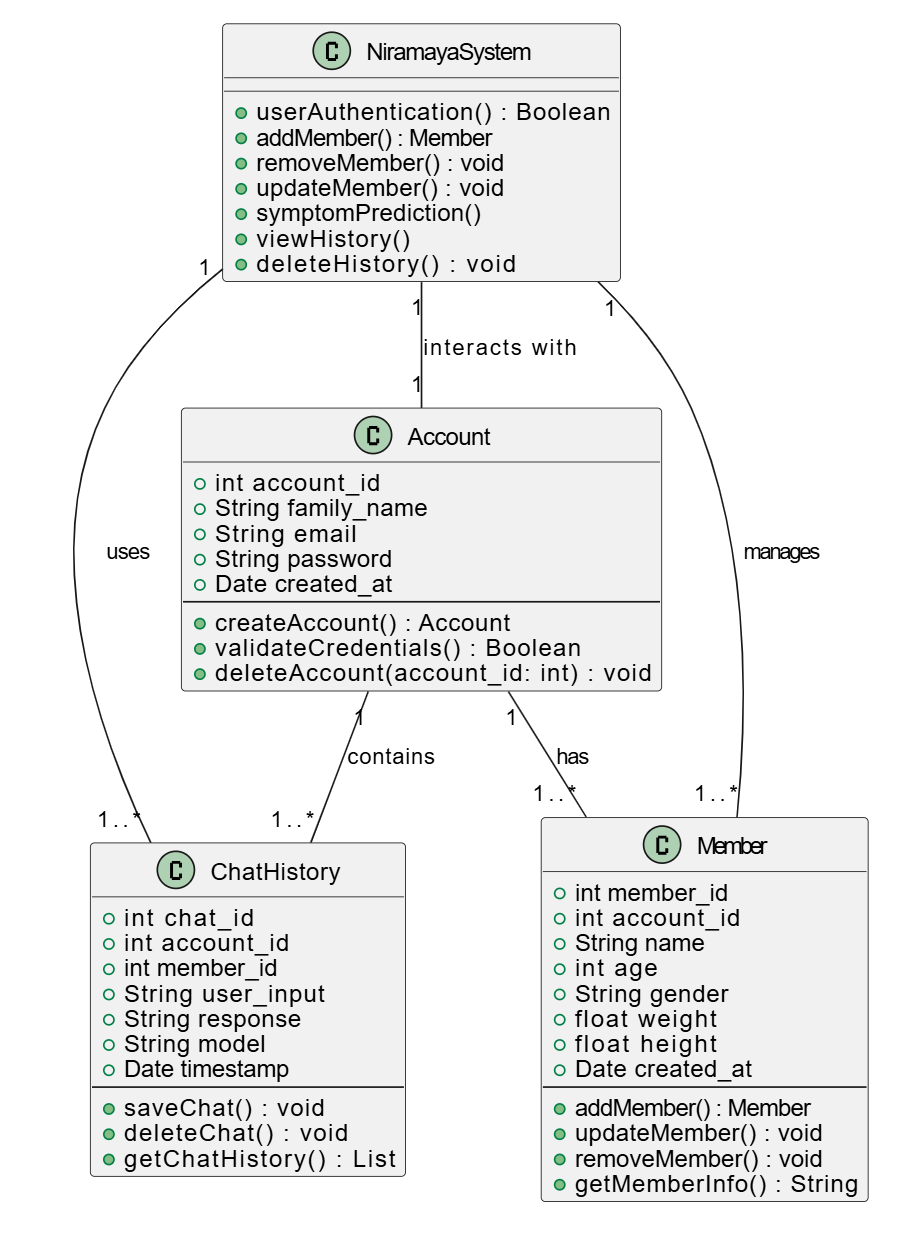 C NiramayaSystem
userAuthentication() : Boolean
addMember() : Member
removeMember() : void
updateMember() : void
symptomPrediction()
viewHistory()
deleteHistory() : void
1
1
1
interacts with
1
C Account
int account_id
String family_name
String email
String password
Date created_at
createAccount() : Account
validateCredentials() : Boolean
deleteAccount(account_id: int) : void
uses
manages
1
1
contains
has
1..*
1..*
1..*
1..*
C ChatHistory
int chat_id
int account_id
int member_id
String user_input
String response
String model
Date timestamp
saveChat() : void
deleteChat() : void
getChatHistory() : List
C Member
int member_id
int account_id
String name
int age
String gender
float weight
float height
Date created_at
addMember() : Member
updateMember() : void
removeMember() : void
getMemberInfo() : String